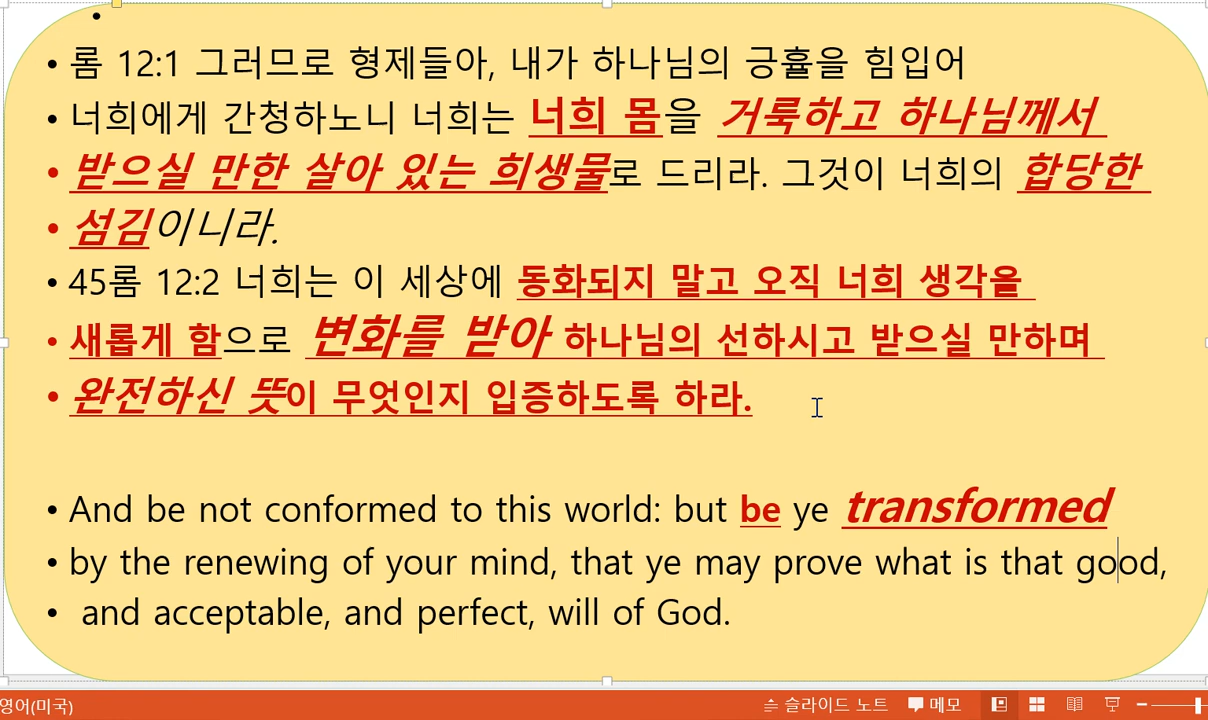 •
• 롬 12:1 그러므로 형제들아, 내가 하나님의 긍휼을 힘입어
• 너희에게 간청하노니 너희는 너희 몸을 거룩하고 하나님께서
• 받으실 만한 살아 있는 희생물로 드리라. 그것이 너희의 합당한
• 섬김이니라.
• 45롬 12:2 너희는 이 세상에 동화되지 말고 오직 너희 생각을
• 새롭게 함으로 변화를 받아 하나님의 선하시고 받으실 만하며
• 완전하신 뜻이 무엇인지 입증하도록 하라.
• And be not conformed to this world: but be ye transformed
• by the renewing of your mind, that ye may prove what is that good,
• and acceptable, and perfect, will of God.
영어(미국) 슬라이드 노트 메모